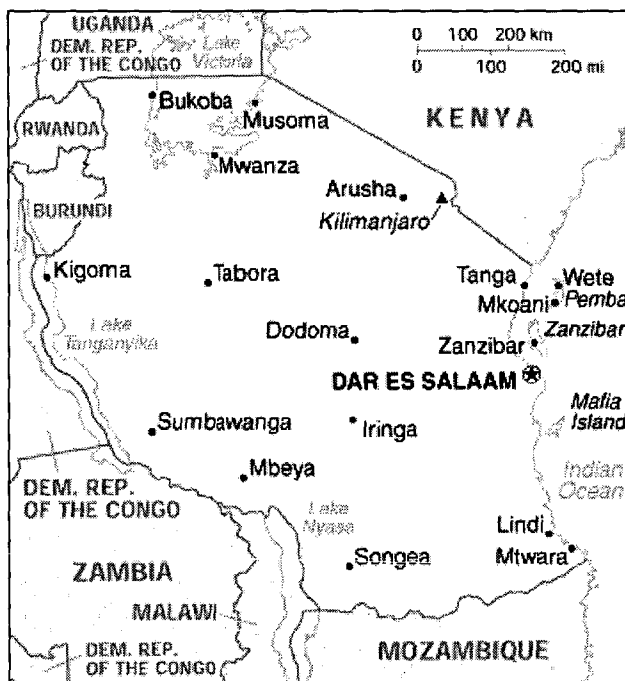 UGANDA
DEM. REP.
OF THE CONGO
Lake
Victoria
0 100 200 km
0 100 200 mi
Bukoba
Musoma
KENYA
RWANDA
Mwanza
Arusha
Kilimanjaro
BURUNDI
Kigoma
Tabora
Tanga
Wete
Mkoani
Pemba
Lake
Tanganyika
Dodoma
Zanzibar
Zanzibar
DAR ES SALAAM
Mafia
Island
Sumbawanga
Iringa
Mbeya
Indian
Ocean
DEM. REP.
OF THE CONGO
Lake
Nyasa
Lindi
Mtwara
Songea
ZAMBIA
MALAWI
MOZAMBIQUE
DEM. REP.
OF THE CONGO